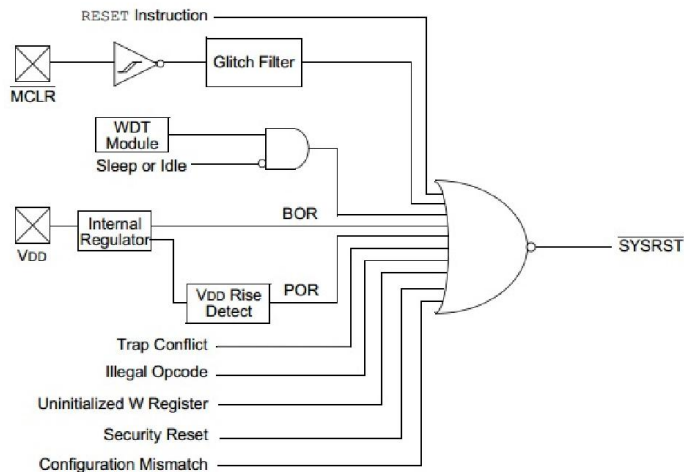 RESET Instruction
Glitch Filter
MCLR
WDT
Module
Sleep or Idle
BOR
Internal
Regulator
VDD
SYSRST
VDD Rise
Detect
POR
Trap Conflict
Illegal Opcode
Uninitialized W Register
Security Reset
Configuration Mismatch